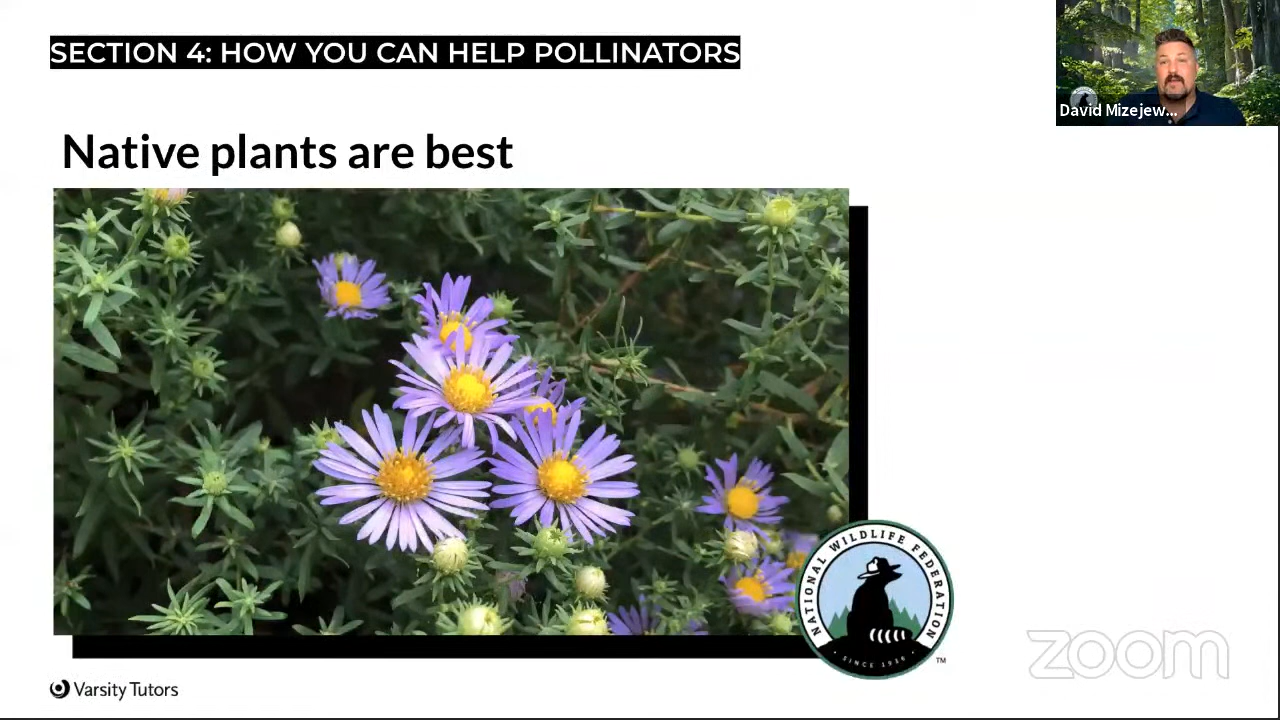 SECTION 4: HOW YOU CAN HELP POLLINATORS
David Mizejew...
Native plants are best
NATIONAL WILDLIFE FEDERATION
SINCE 1936
TM
Varsity Tutors
zoom